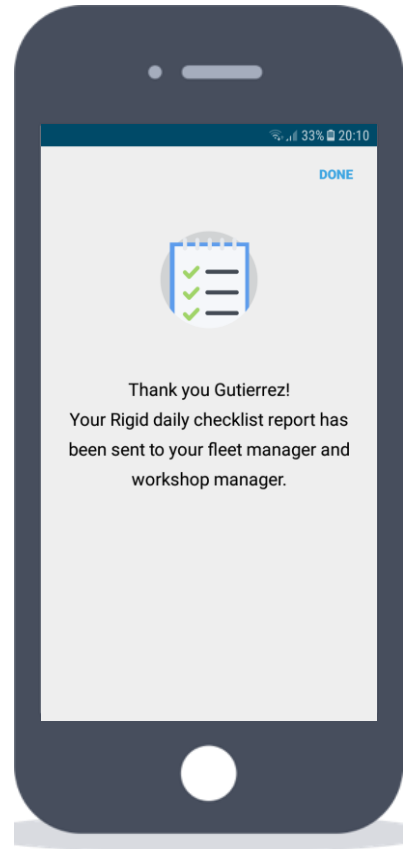 33% 20:10
DONE
Thank you Gutierrez!
Your Rigid daily checklist report has
been sent to your fleet manager and
workshop manager.